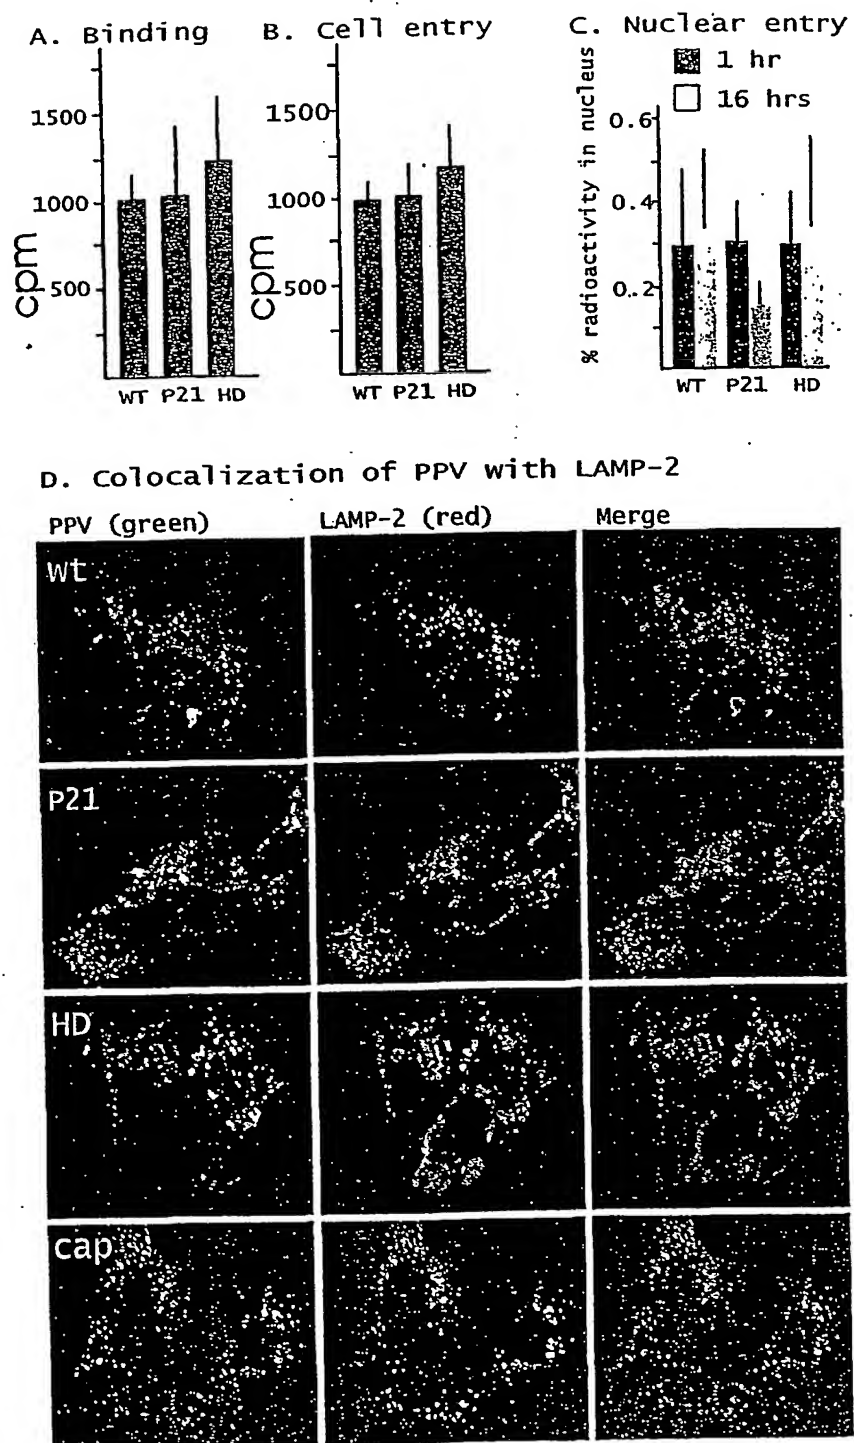 A. Binding
B. Cell entry
C. Nuclear entry
1 hr
16 hrs
1500
1000
500
cpm
WT P21 HD
1500
1000
500
cpm
WT P21 HD
% radioactivity in nucleus
0.6
0.4
0.2
WT P21 HD
D. Colocalization of PPV with LAMP-2
PPV (green) LAMP-2 (red) Merge
wt
P21
HD
cap